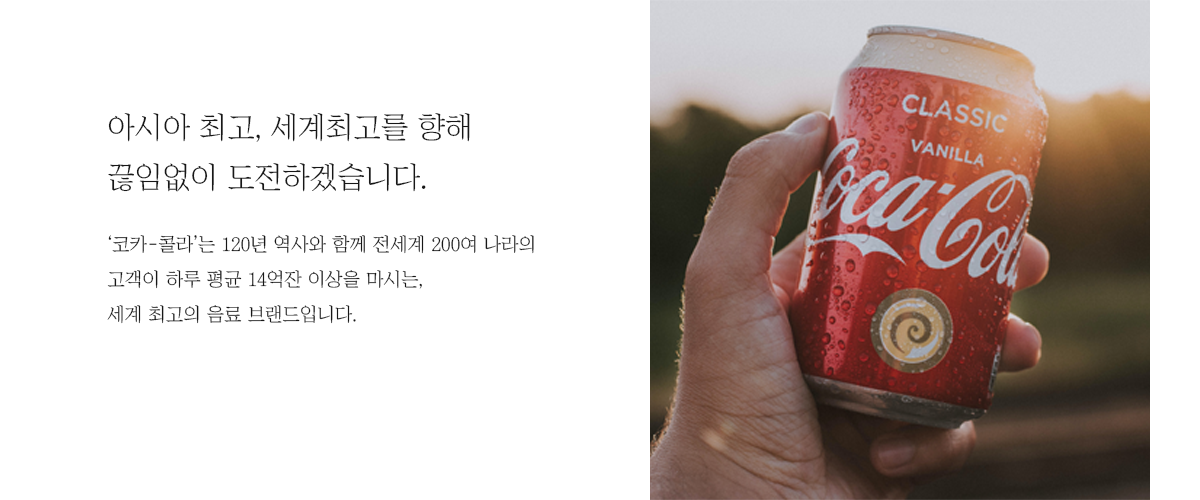 아시아 최고, 세계최고를 향해
끊임없이 도전하겠습니다.
‘코카-콜라’는 120년 역사와 함께 전세계 200여 나라의
고객이 하루 평균 14억잔 이상을 마시는,
세계 최고의 음료 브랜드입니다.
CLASSIC
VANILLA
Coca-Cola